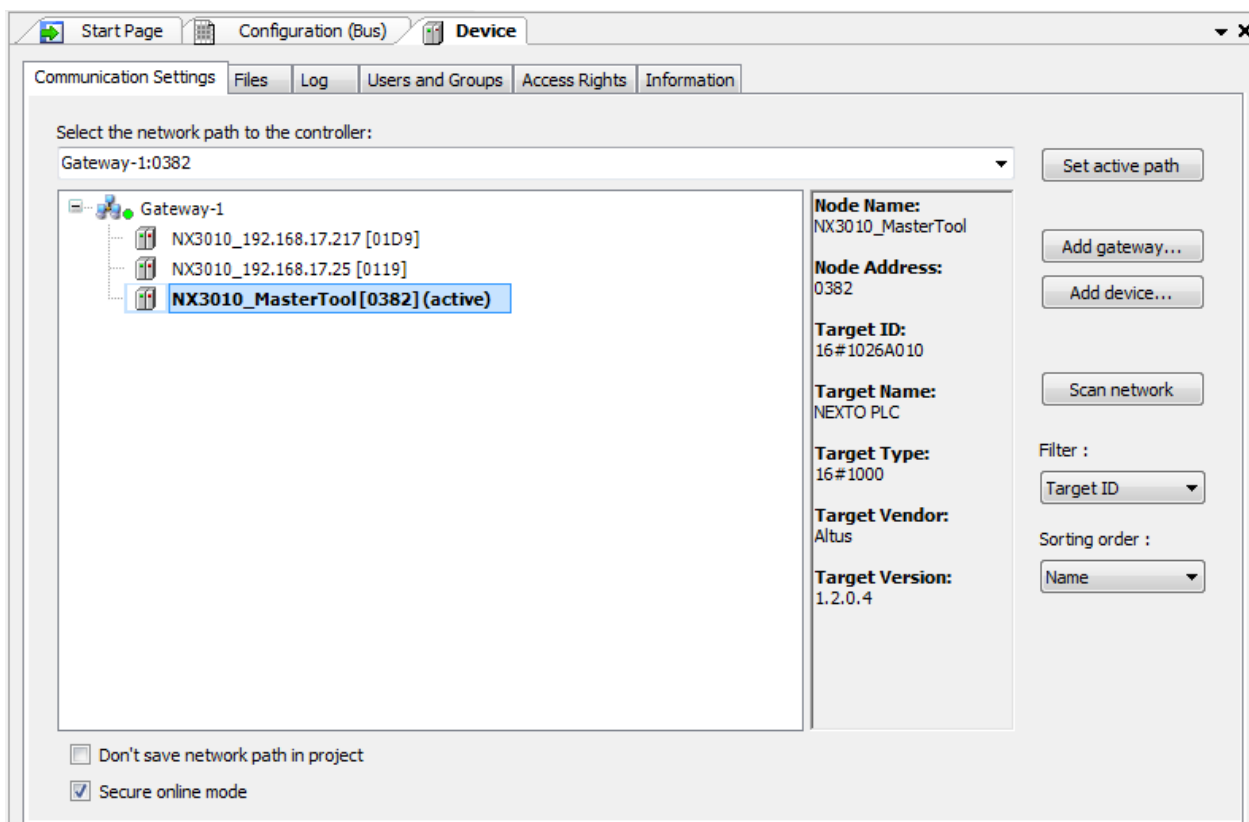 Start Page Configuration (Bus) Device
Communication Settings Files Log Users and Groups Access Rights Information
Select the network path to the controller:
Gateway-1:0382
Set active path
Gateway-1
NX3010_192.168.17.217 [01D9]
NX3010_192.168.17.25 [0119]
NX3010_MasterTool [0382] (active)
Node Name:
NX3010_MasterTool
Node Address:
0382
Target ID:
16#1026A010
Target Name:
NEXTO PLC
Target Type:
16#1000
Target Vendor:
Altus
Target Version:
1.2.0.4
Add gateway...
Add device...
Scan network
Filter :
Target ID
Sorting order :
Name
Don't save network path in project
Secure online mode